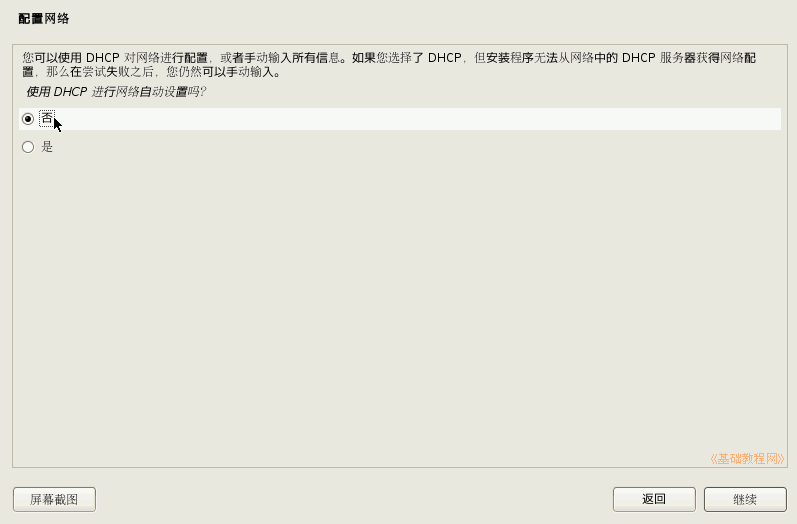 配置网络
您可以使用 DHCP 对网络进行配置，或者手动输入所有信息。如果您选择了 DHCP，但安装程序无法从网络中的 DHCP 服务器获得网络配
置，那么在尝试失败之后，您仍然可以手动输入。
使用 DHCP 进行网络自动设置吗？
否
是
《基础教程网》
屏幕截图
返回
继续